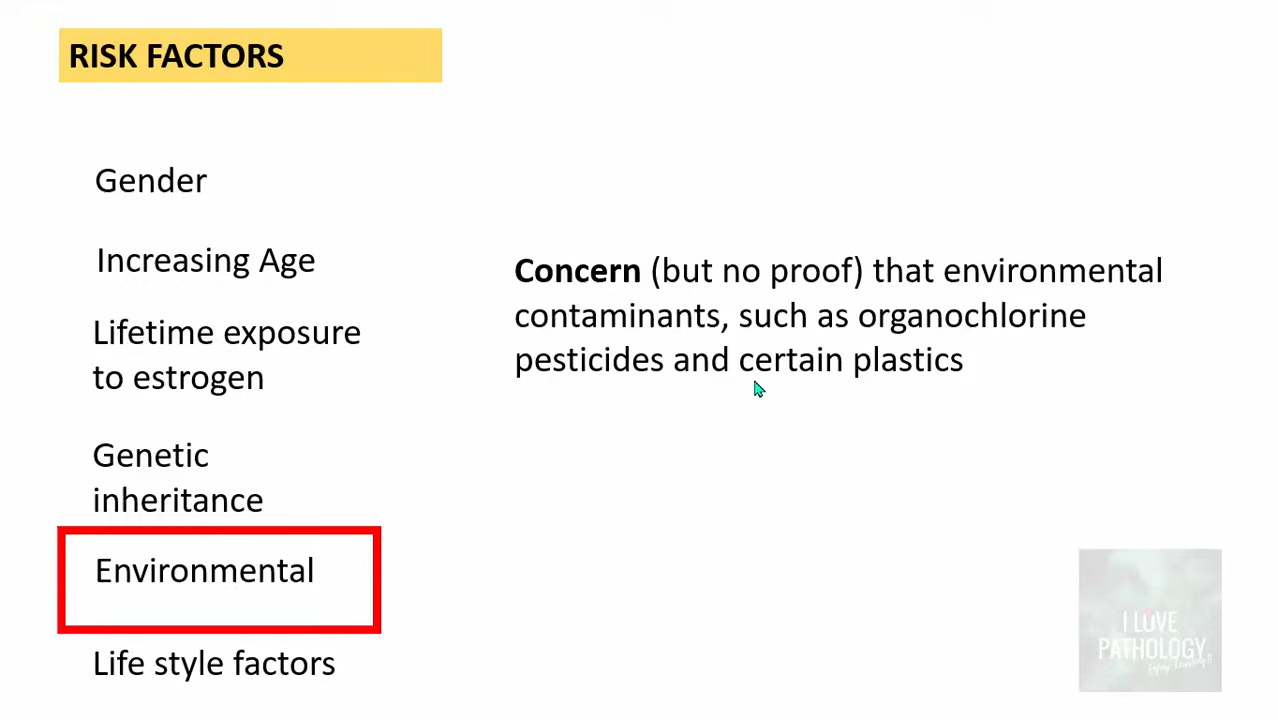 RISK FACTORS
Gender
Increasing Age
Lifetime exposure
to estrogen
Genetic
inheritance
Environmental
Life style factors
Concern (but no proof) that environmental
contaminants, such as organochlorine
pesticides and certain plastics
I LOVE
PATHOLOGY